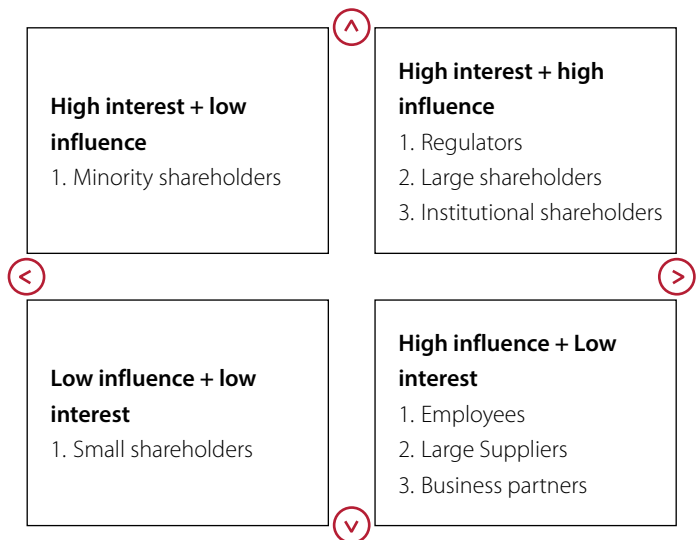 High interest + low
influence
1. Minority shareholders
High interest + high
influence
1. Regulators
2. Large shareholders
3. Institutional shareholders
Low influence + low
interest
1. Small shareholders
High influence + Low
interest
1. Employees
2. Large Suppliers
3. Business partners